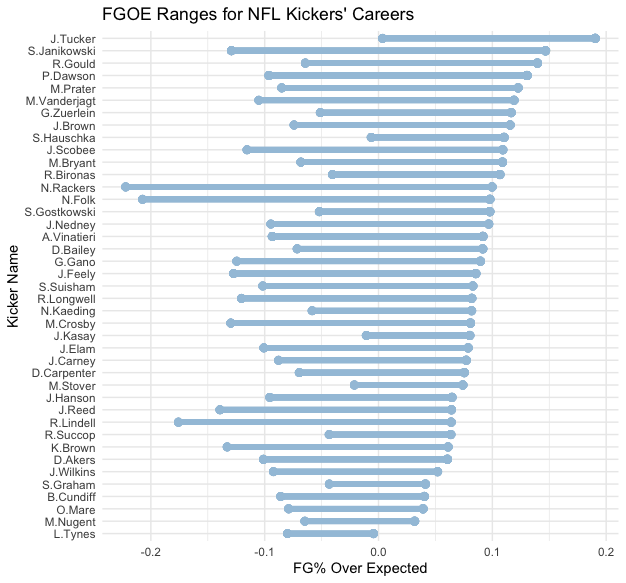 FGOE Ranges for NFL Kickers' Careers
Kicker Name
J.Tucker
S.Janikowski
R.Gould
P.Dawson
M.Prater
M.Vanderjagt
G.Zuerlein
J.Brown
S.Hauschka
J.Scobee
M.Bryant
R.Bironas
N.Rackers
N.Folk
S.Gostkowski
J.Nedney
A.Vinatieri
D.Bailey
G.Gano
J.Feely
S.Suisham
R.Longwell
N.Kaeding
M.Crosby
J.Kasay
J.Elam
J.Carney
D.Carpenter
M.Stover
J.Hanson
J.Reed
R.Lindell
R.Succop
K.Brown
D.Akers
J.Wilkins
S.Graham
B.Cundiff
O.Mare
M.Nugent
L.Tynes
-0.2 -0.1 0.0 0.1 0.2
FG% Over Expected